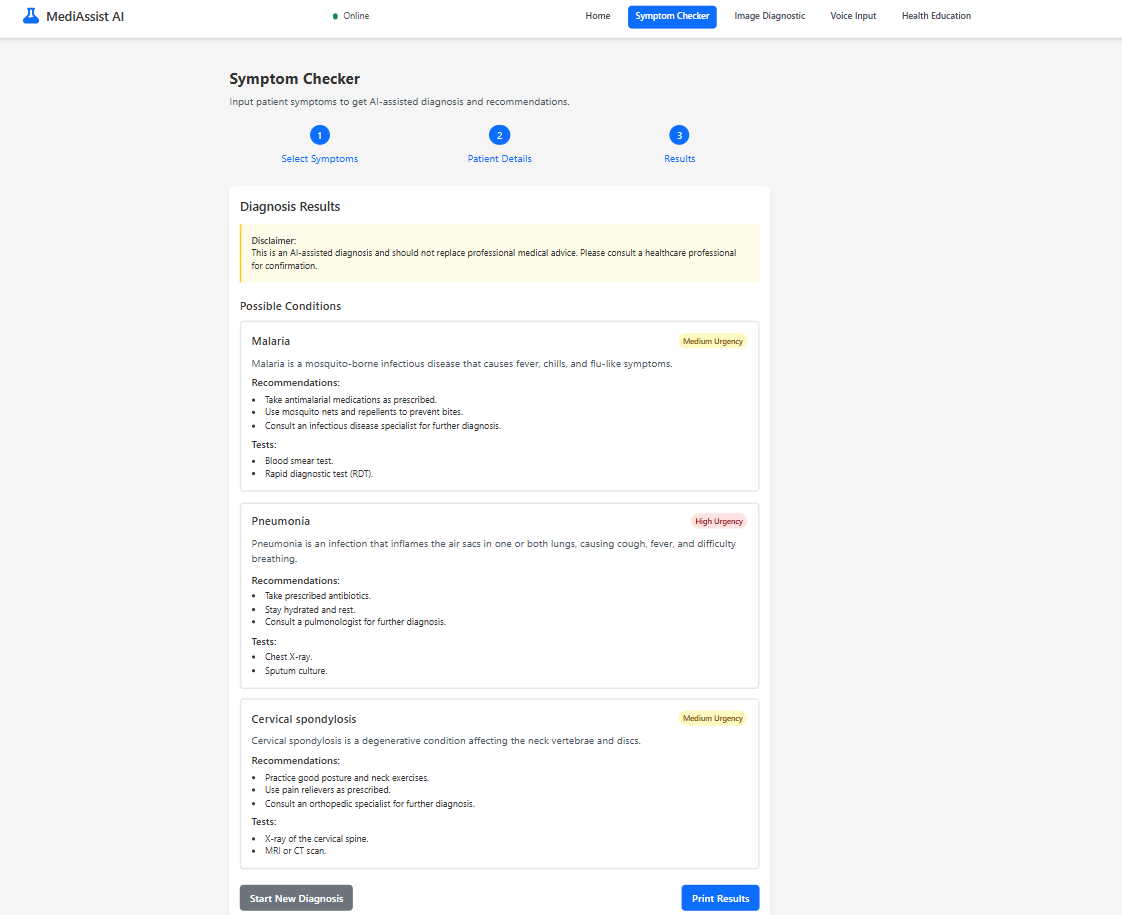 MediAssist AI
Online
Home
Symptom Checker
Image Diagnostic
Voice Input
Health Education
Symptom Checker
Input patient symptoms to get AI-assisted diagnosis and recommendations.
1
2
3
Select Symptoms
Patient Details
Results
Diagnosis Results
Disclaimer:
This is an AI-assisted diagnosis and should not replace professional medical advice. Please consult a healthcare professional
for confirmation.
Possible Conditions
Malaria
Medium Urgency
Malaria is a mosquito-borne infectious disease that causes fever, chills, and flu-like symptoms.
Recommendations:
• Take antimalarial medications as prescribed.
• Use mosquito nets and repellents to prevent bites.
• Consult an infectious disease specialist for further diagnosis.
Tests:
• Blood smear test.
• Rapid diagnostic test (RDT).
Pneumonia
High Urgency
Pneumonia is an infection that inflames the air sacs in one or both lungs, causing cough, fever, and difficulty
breathing.
Recommendations:
• Take prescribed antibiotics.
• Stay hydrated and rest.
• Consult a pulmonologist for further diagnosis.
Tests:
• Chest X-ray.
• Sputum culture.
Cervical spondylosis
Medium Urgency
Cervical spondylosis is a degenerative condition affecting the neck vertebrae and discs.
Recommendations:
• Practice good posture and neck exercises.
• Use pain relievers as prescribed.
• Consult an orthopedic specialist for further diagnosis.
Tests:
• X-ray of the cervical spine.
• MRI or CT scan.
Start New Diagnosis
Print Results